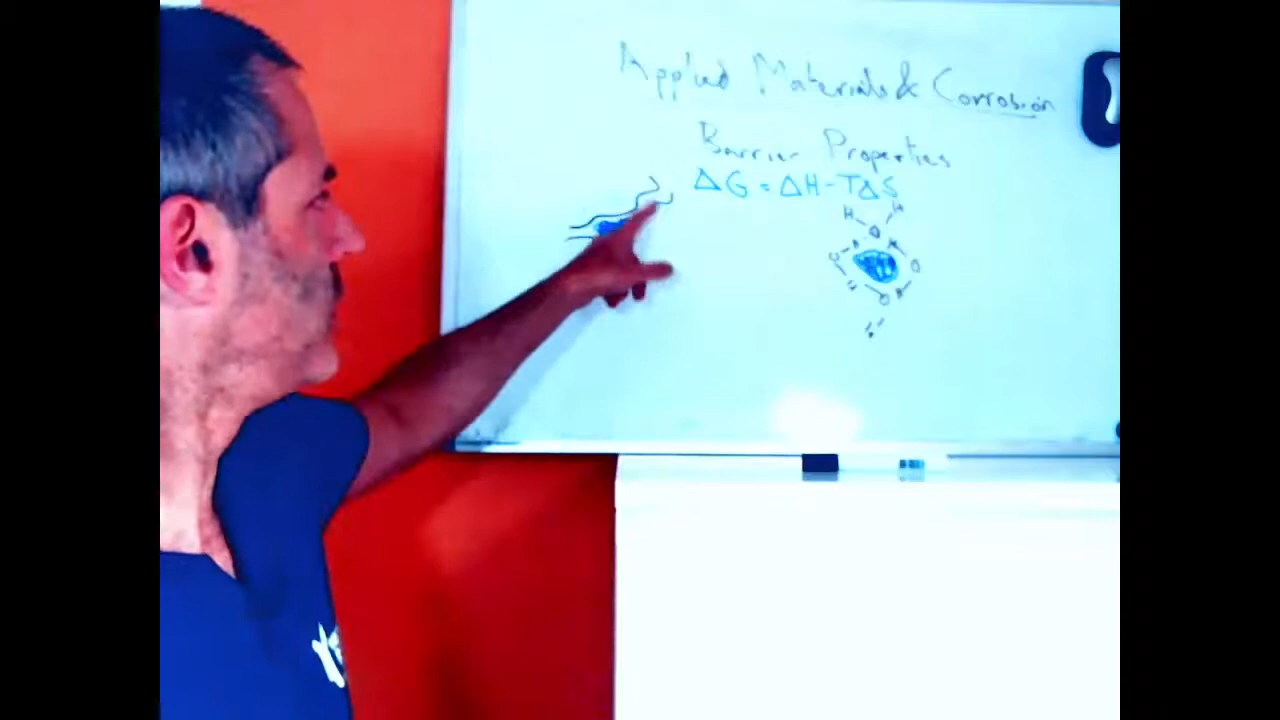 Applied Materials & Corrosion
Barrier Properties
ΔG = ΔH - TΔS
H H
O